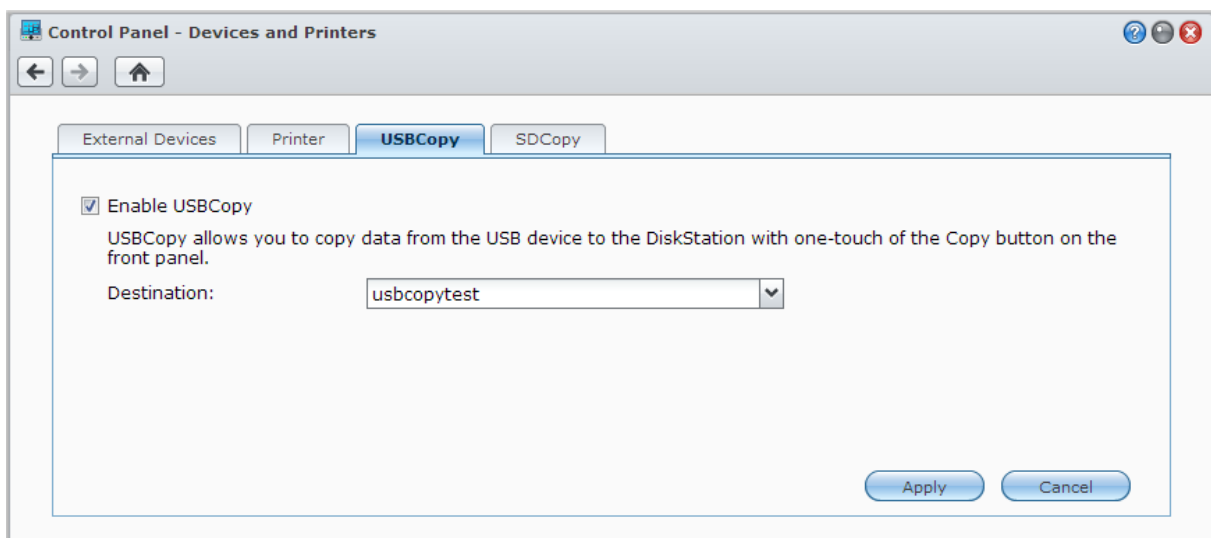 Control Panel - Devices and Printers
External Devices
Printer
USBCopy
SDCopy
Enable USBCopy
USBCopy allows you to copy data from the USB device to the DiskStation with one-touch of the Copy button on the
front panel.
Destination:
usbcopytest
Apply
Cancel